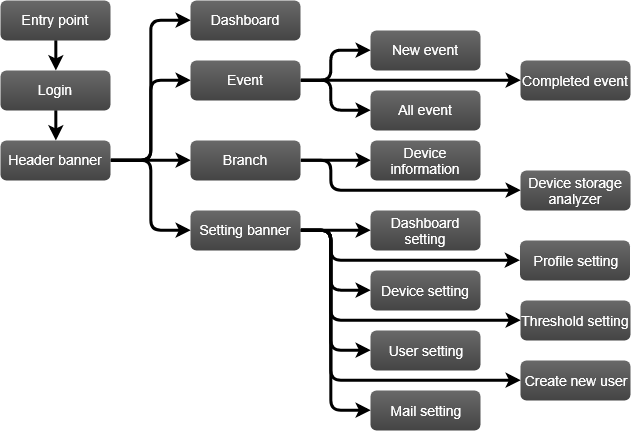 Entry point
Login
Header banner
Dashboard
Event
Branch
Setting banner
New event
Completed event
All event
Device
information
Device storage
analyzer
Dashboard
setting
Profile setting
Device setting
Threshold setting
User setting
Create new user
Mail setting